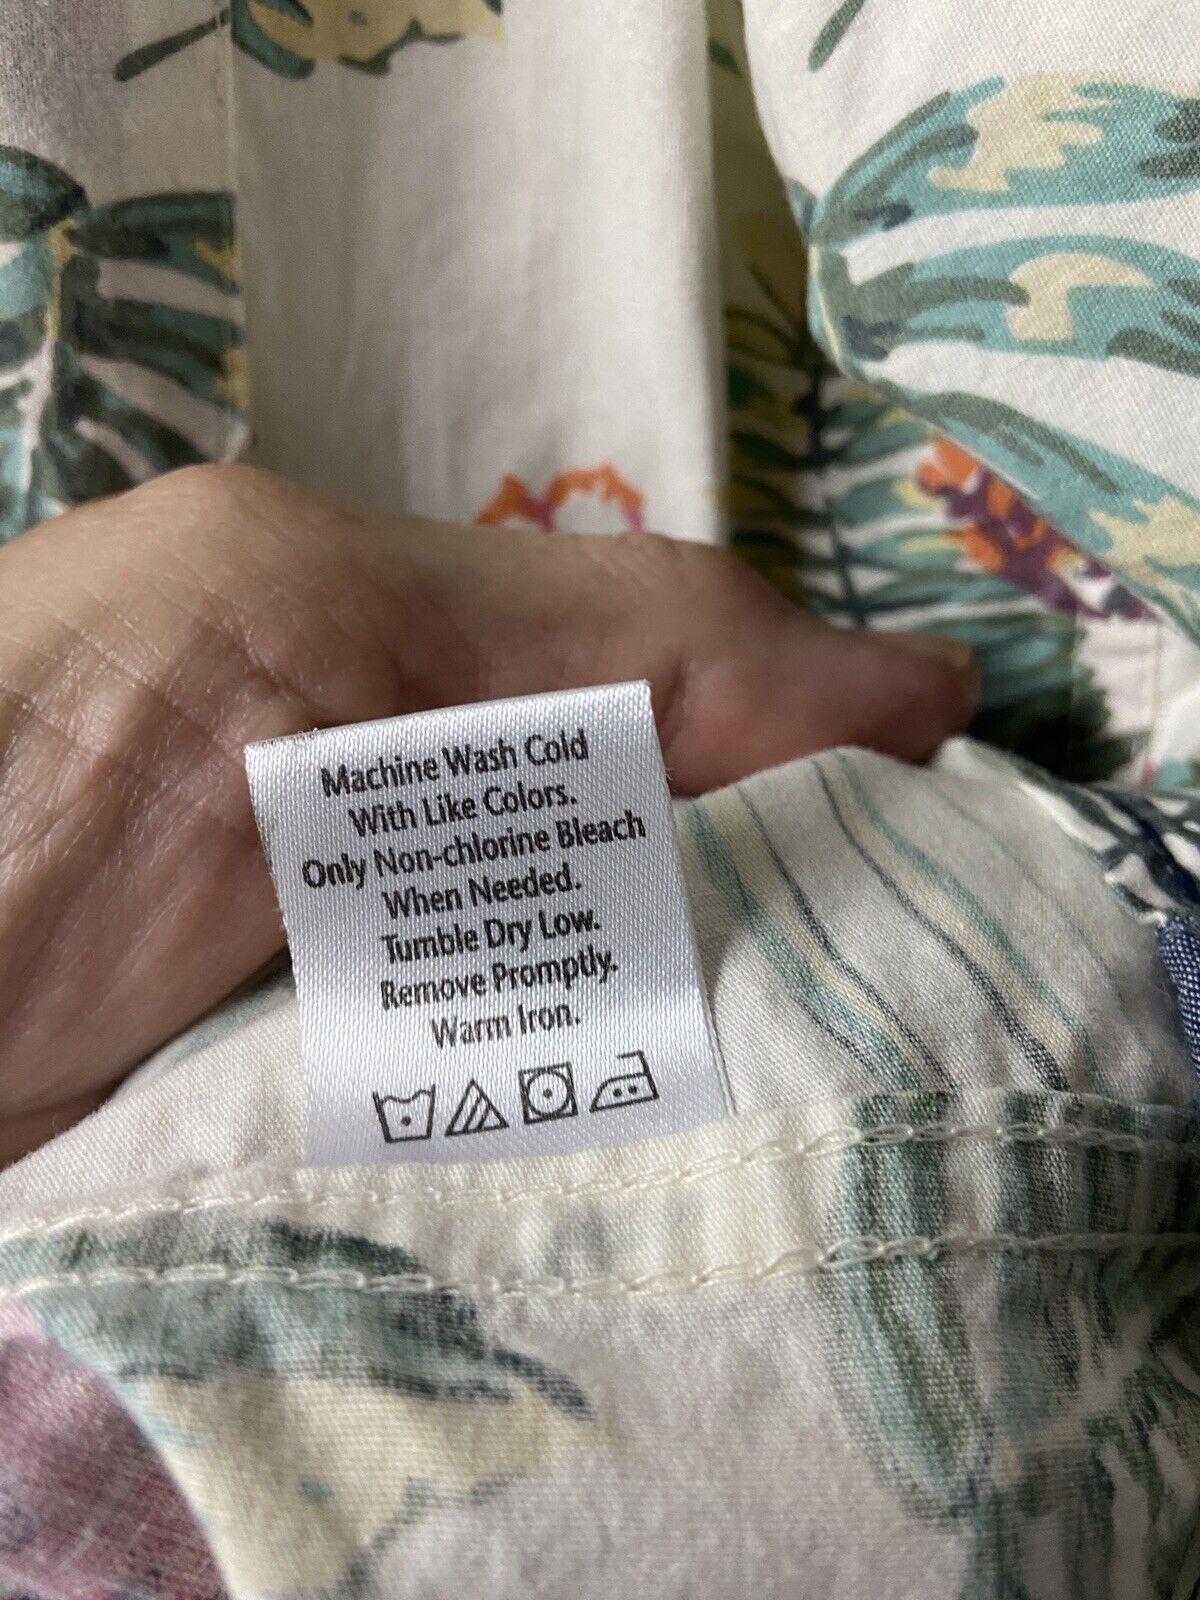 Machine Wash Cold
With Like Colors.
Only Non-chlorine Bleach
When Needed.
Tumble Dry Low.
Remove Promptly.
Warm Iron.